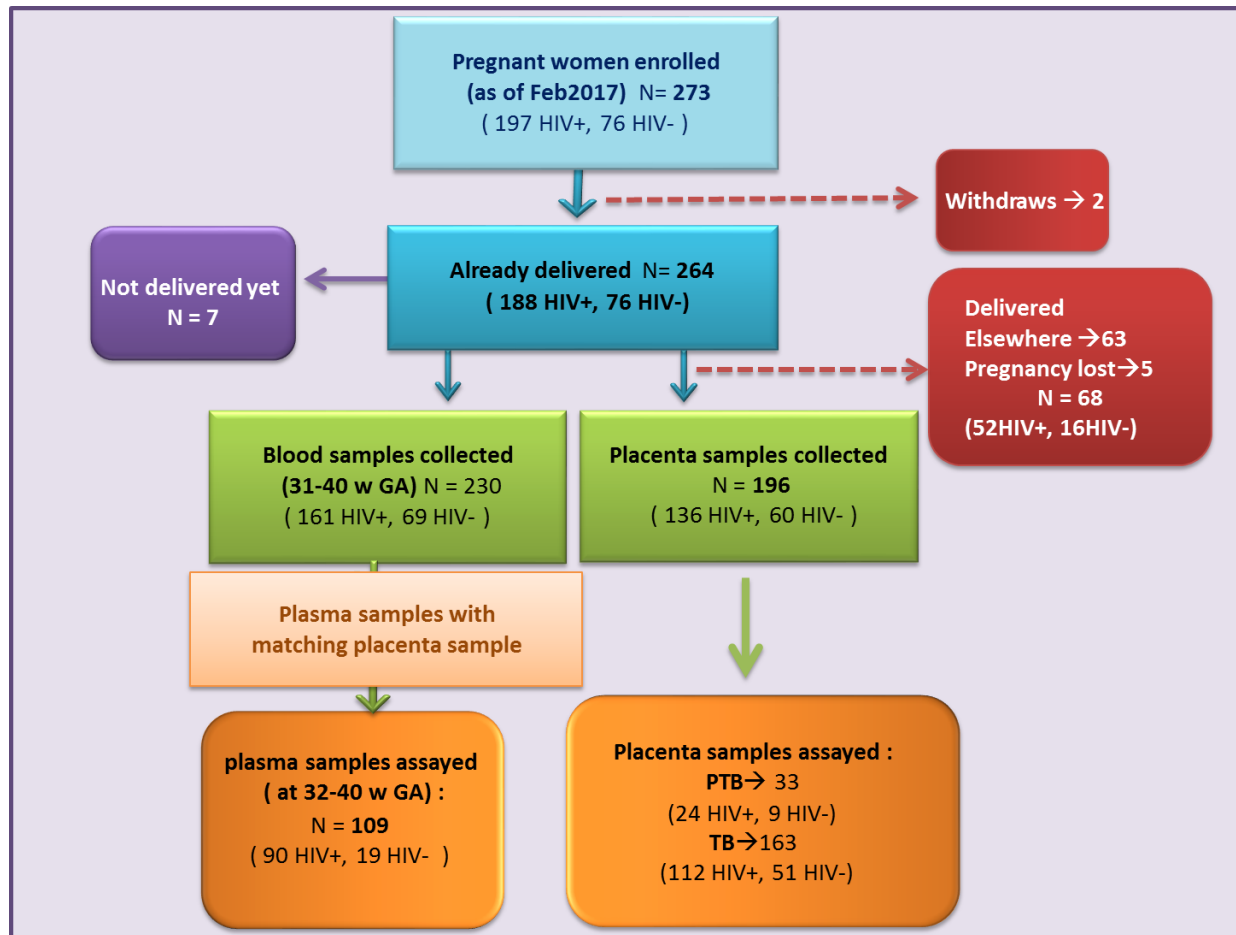 Pregnant women enrolled
(as of Feb2017) N= 273
( 197 HIV+, 76 HIV- )
Withdraws → 2
Already delivered N= 264
( 188 HIV+, 76 HIV-)
Not delivered yet
N = 7
Delivered
Elsewhere →63
Pregnancy lost→5
N = 68
(52HIV+, 16HIV-)
Blood samples collected
(31-40 w GA) N = 230
( 161 HIV+, 69 HIV- )
Placenta samples collected
N = 196
( 136 HIV+, 60 HIV- )
Plasma samples with
matching placenta sample
plasma samples assayed
( at 32-40 w GA) :
N = 109
( 90 HIV+, 19 HIV- )
Placenta samples assayed :
PTB→ 33
(24 HIV+, 9 HIV-)
TB→163
(112 HIV+, 51 HIV-)